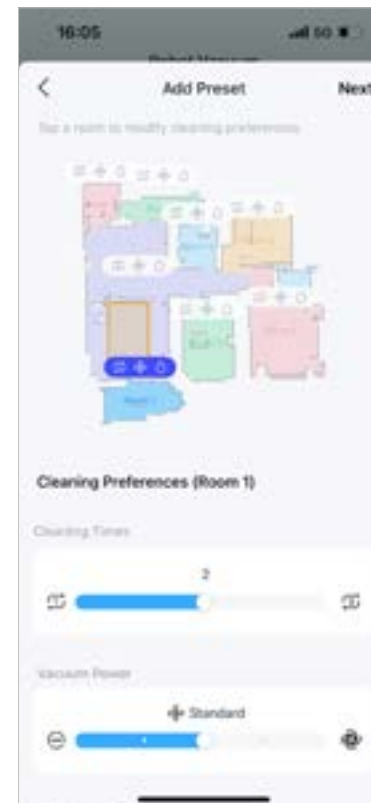 16:05
5G
Add Preset
Next
Tap a room to modify cleaning preferences
Cleaning Preferences (Room 1)
Cleaning Times
2
Vacuum Power
Standard